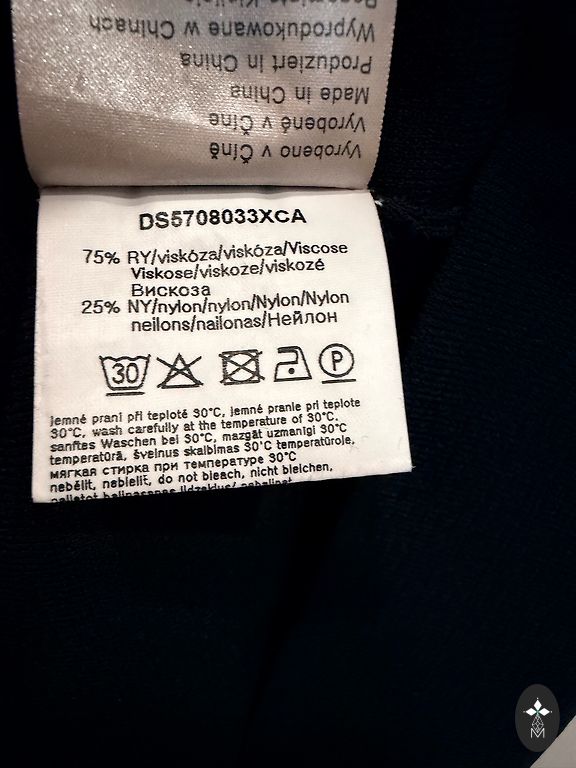 Vyrobeno v Číně
Vyrobené v Číne
Made in China
Produziert in China
Wyprodukowane w Chinach
DS5708033XCA
75% RY/viskóza/viskóza/Viscose
Viskose/viskoze/viskozé
Вискоза
25% NY/nylon/nylon/Nylon/Nylon
neilons/nailonas/Нейлон
30
P
jemné praní při teplotě 30°C, jemné pranie pri teplote
30°C, wash carefully at the temperature of 30°C,
sanftes Waschen bei 30°C, mazgāt uzmanīgi 30°C
temperatūrā, švelnus skalbimas 30°C temperatūroje,
мягкая стирка при температуре 30°C
nebělit, nebieliť, do not bleach, nicht bleichen,
M